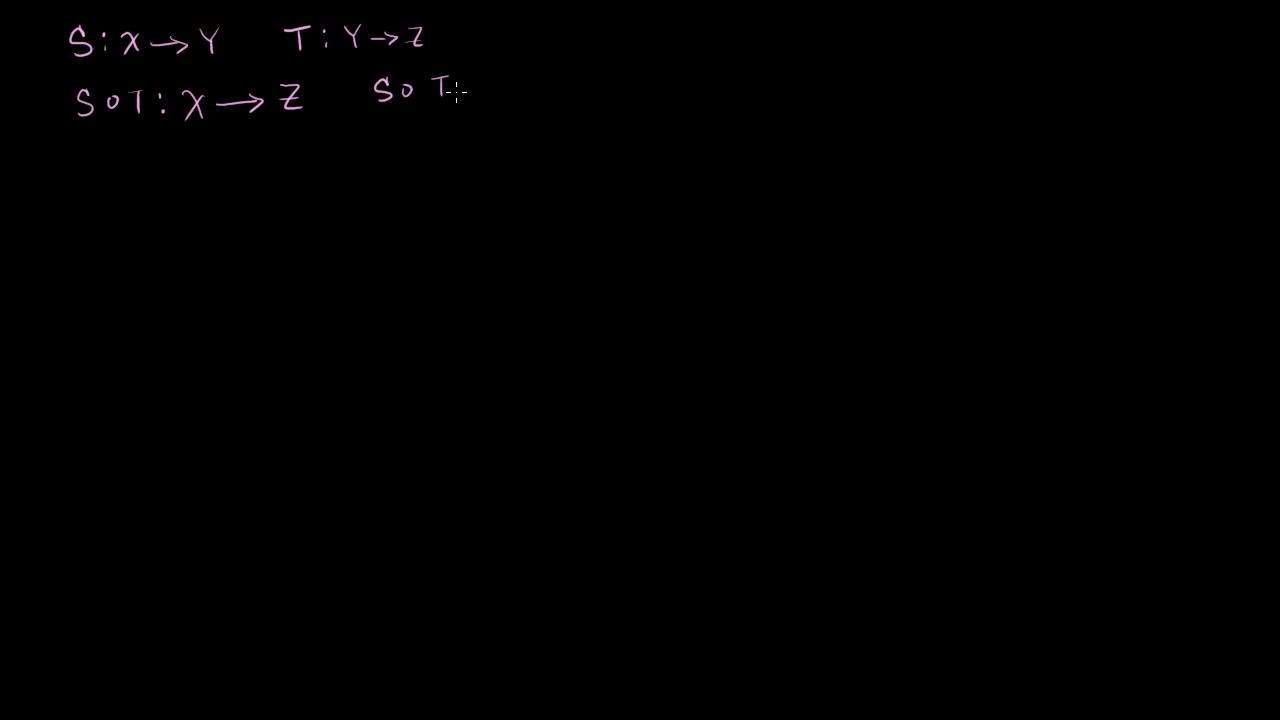 S : X → Y T : Y → Z
S o T : X → Z S o T